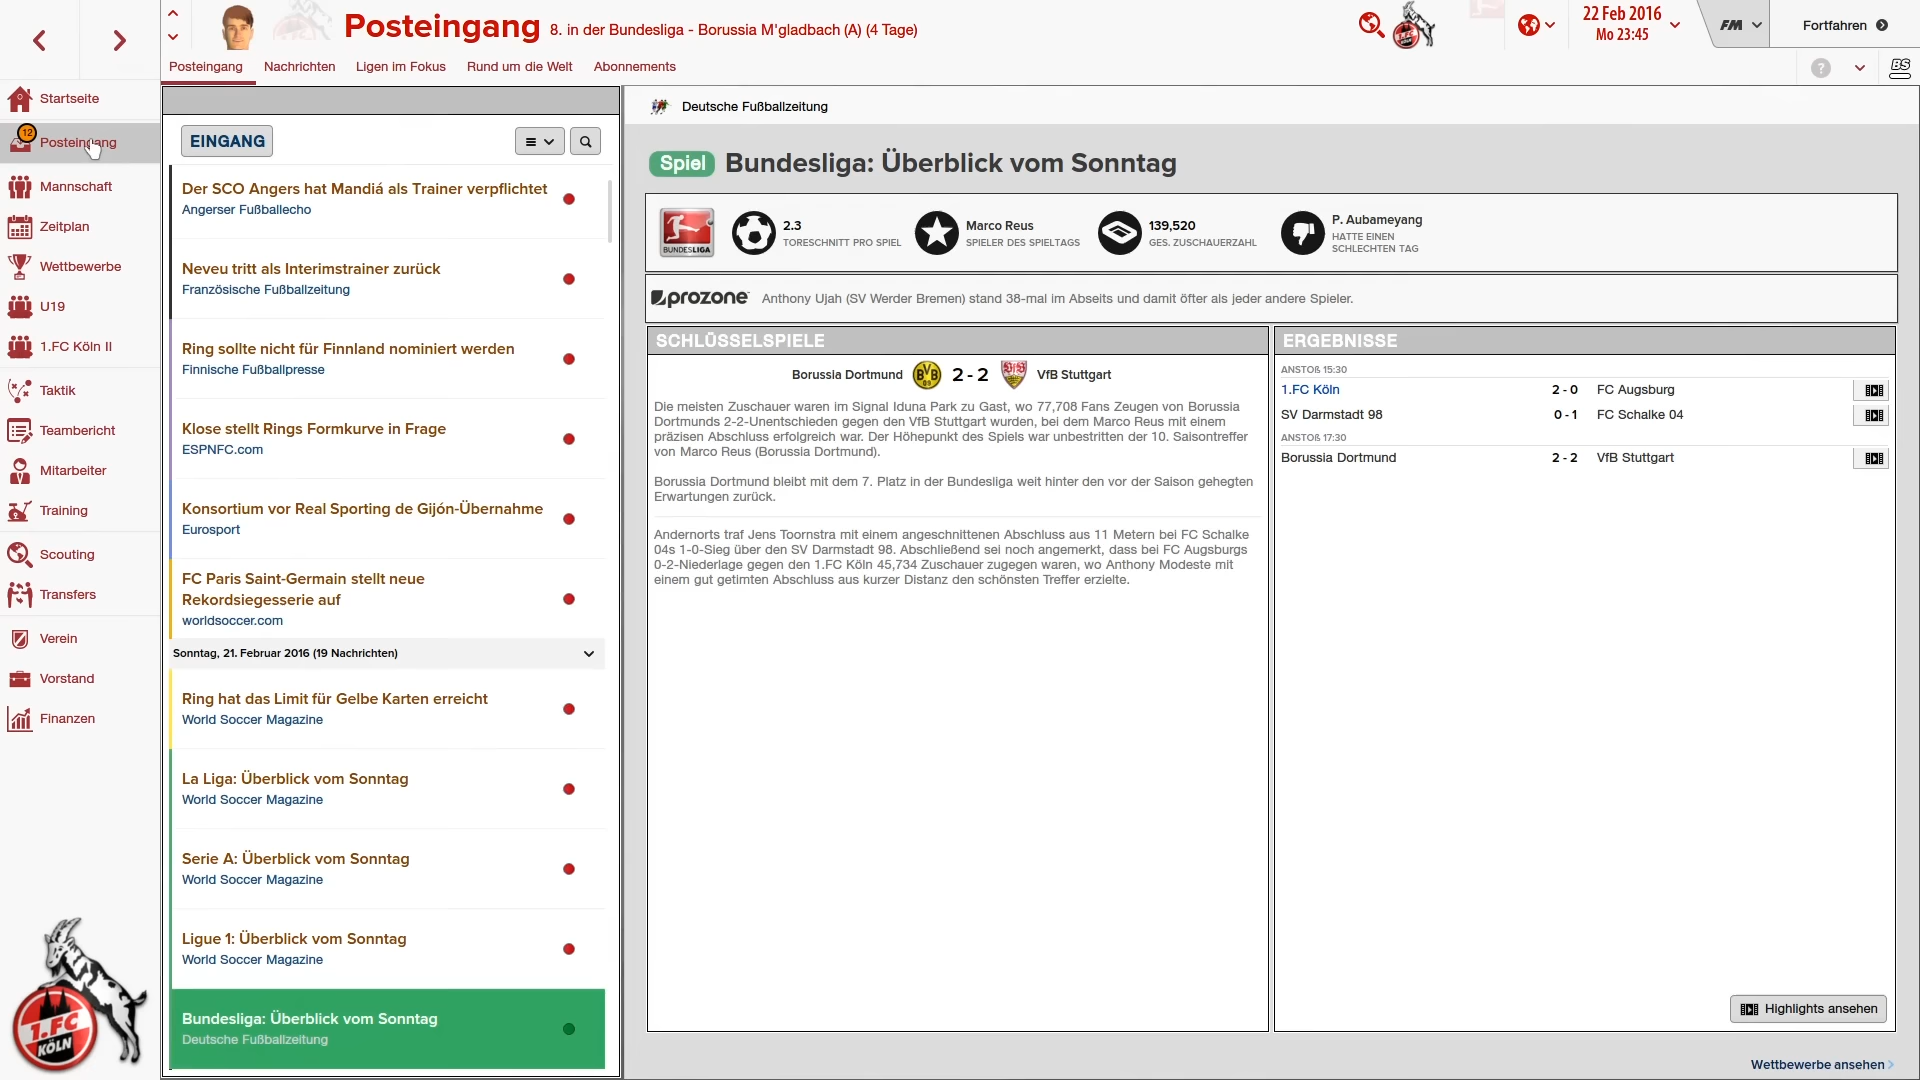 Posteingang
8. in der Bundesliga - Borussia M'gladbach (A) (4 Tage)
22 Feb 2016
Mo 23:45
FM
Fortfahren
Posteingang
Nachrichten
Ligen im Fokus
Rund um die Welt
Abonnements
?
BS
Startseite
12
Posteingang
Mannschaft
Zeitplan
Wettbewerbe
U19
1.FC Köln II
Taktik
Teambericht
Mitarbeiter
Training
Scouting
Transfers
Verein
Vorstand
Finanzen
1.FC
KÖLN
EINGANG
Der SCO Angers hat Mandiá als Trainer verpflichtet
Angerser Fußballecho
Neveu tritt als Interimstrainer zurück
Französische Fußballzeitung
Ring sollte nicht für Finnland nominiert werden
Finnische Fußballpresse
Klose stellt Rings Formkurve in Frage
ESPNFC.com
Konsortium vor Real Sporting de Gijón-Übernahme
Eurosport
FC Paris Saint-Germain stellt neue
Rekordsiegesserie auf
worldsoccer.com
Sonntag, 21. Februar 2016 (19 Nachrichten)
Ring hat das Limit für Gelbe Karten erreicht
World Soccer Magazine
La Liga: Überblick vom Sonntag
World Soccer Magazine
Serie A: Überblick vom Sonntag
World Soccer Magazine
Ligue 1: Überblick vom Sonntag
World Soccer Magazine
Bundesliga: Überblick vom Sonntag
Deutsche Fußballzeitung
Deutsche Fußballzeitung
Spiel
Bundesliga: Überblick vom Sonntag
BUNDESLIGA
2.3
TORESCHNITT PRO SPIEL
Marco Reus
SPIELER DES SPIELTAGS
139,520
GES. ZUSCHAUERZAHL
P. Aubameyang
HATTE EINEN
SCHLECHTEN TAG
prozone
Anthony Ujah (SV Werder Bremen) stand 38-mal im Abseits und damit öfter als jeder andere Spieler.
SCHLÜSSELSPIELE
Borussia Dortmund BVB 09 2 - 2 VfB Stuttgart
Die meisten Zuschauer waren im Signal Iduna Park zu Gast, wo 77,708 Fans Zeugen von Borussia
Dortmunds 2-2-Unentschieden gegen den VfB Stuttgart wurden, bei dem Marco Reus mit einem
präzisen Abschluss erfolgreich war. Der Höhepunkt des Spiels war unbestritten der 10. Saisontreffer
von Marco Reus (Borussia Dortmund).
Borussia Dortmund bleibt mit dem 7. Platz in der Bundesliga weit hinter den vor der Saison gehegten
Erwartungen zurück.
Andernorts traf Jens Toornstra mit einem angeschnittenen Abschluss aus 11 Metern bei FC Schalke
04s 1-0-Sieg über den SV Darmstadt 98. Abschließend sei noch angemerkt, dass bei FC Augsburgs
0-2-Niederlage gegen den 1.FC Köln 45,734 Zuschauer zugegen waren, wo Anthony Modeste mit
einem gut getimten Abschluss aus kurzer Distanz den schönsten Treffer erzielte.
ERGEBNISSE
ANSTOß 15:30
1.FC Köln 2 - 0 FC Augsburg
SV Darmstadt 98 0 - 1 FC Schalke 04
ANSTOß 17:30
Borussia Dortmund 2 - 2 VfB Stuttgart
Highlights ansehen
Wettbewerbe ansehen